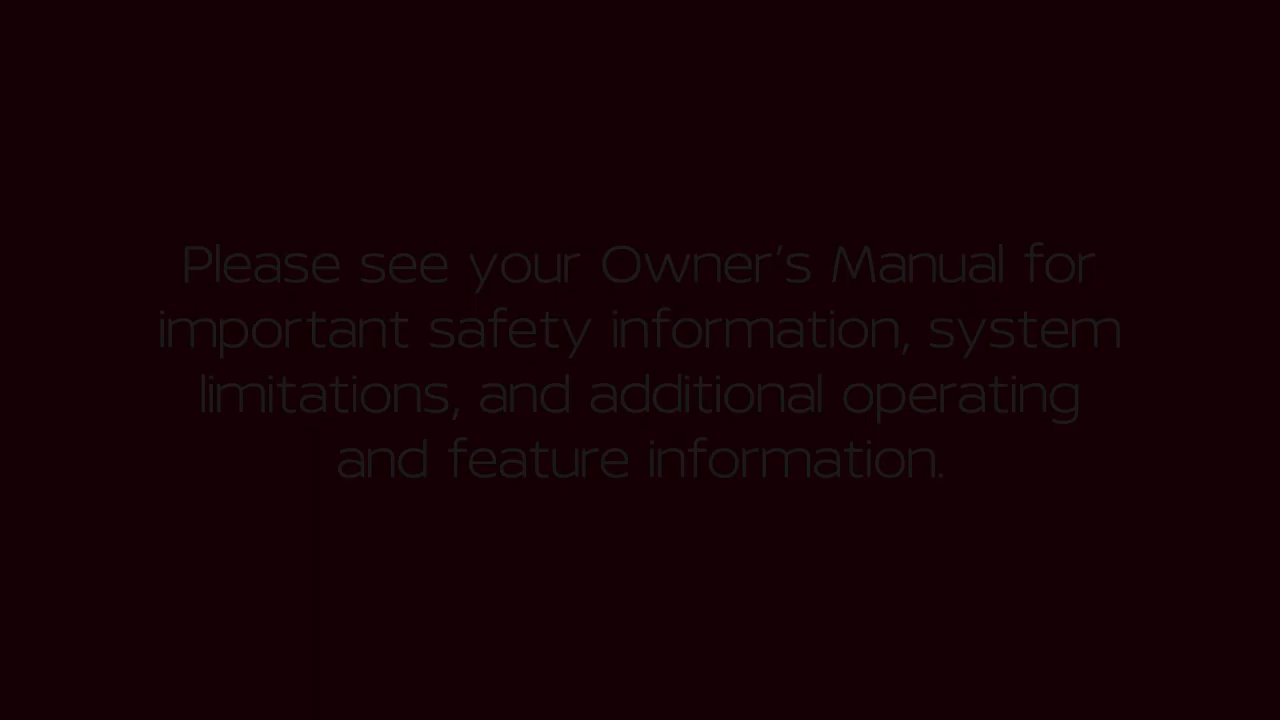 Please see your Owner's Manual for
important safety information, system
limitations, and additional operating
and feature information.